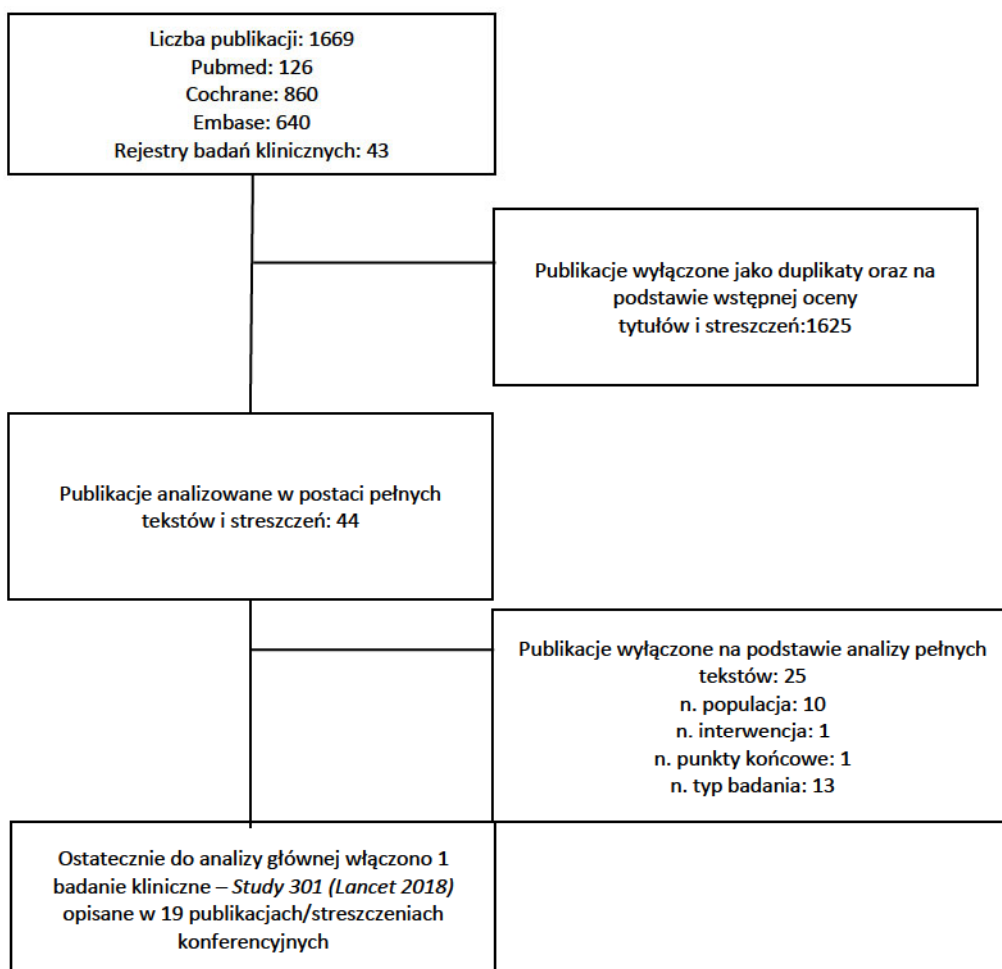 Liczba publikacji: 1669
Pubmed: 126
Cochrane: 860
Embase: 640
Rejestry badań klinicznych: 43
Publikacje wyłączone jako duplikaty oraz na
podstawie wstępnej oceny
tytułów i streszczeń:1625
Publikacje analizowane w postaci pełnych
tekstów i streszczeń: 44
Publikacje wyłączone na podstawie analizy pełnych
tekstów: 25
n. populacja: 10
n. interwencja: 1
n. punkty końcowe: 1
n. typ badania: 13
Ostatecznie do analizy głównej włączono 1
badanie kliniczne – Study 301 (Lancet 2018)
opisane w 19 publikacjach/streszczeniach
konferencyjnych